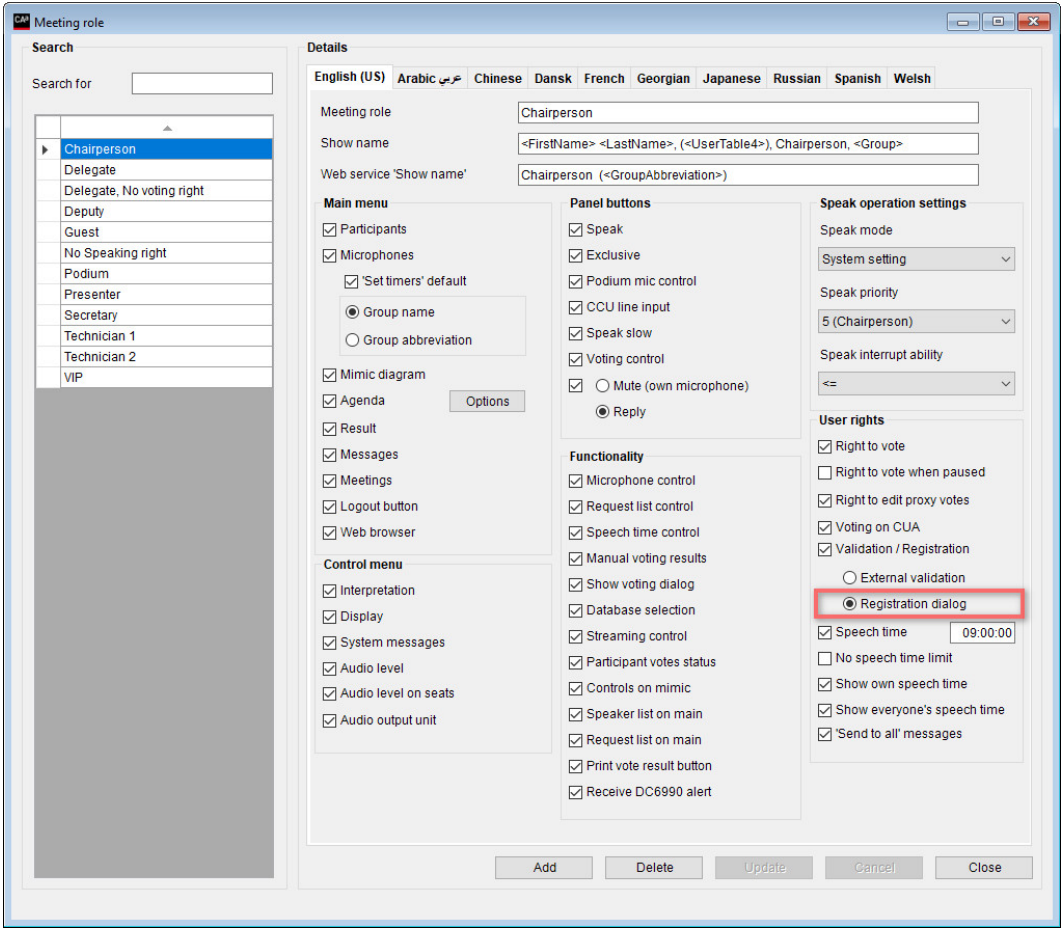 CAA Meeting role
Search
Search for
Chairperson
Delegate
Delegate, No voting right
Deputy
Guest
No Speaking right
Podium
Presenter
Secretary
Technician 1
Technician 2
VIP
Details
English (US) Arabic عربي Chinese Dansk French Georgian Japanese Russian Spanish Welsh
Meeting role Chairperson
Show name <FirstName> <LastName>, (<UserTable4>), Chairperson, <Group>
Web service 'Show name' Chairperson (<GroupAbbreviation>)
Main menu
Participants
Microphones
'Set timers' default
Group name
Group abbreviation
Mimic diagram
Agenda Options
Result
Messages
Meetings
Logout button
Web browser
Control menu
Interpretation
Display
System messages
Audio level
Audio level on seats
Audio output unit
Panel buttons
Speak
Exclusive
Podium mic control
CCU line input
Speak slow
Voting control
Mute (own microphone)
Reply
Functionality
Microphone control
Request list control
Speech time control
Manual voting results
Show voting dialog
Database selection
Streaming control
Participant votes status
Controls on mimic
Speaker list on main
Request list on main
Print vote result button
Receive DC6990 alert
Speak operation settings
Speak mode
System setting
Speak priority
5 (Chairperson)
Speak interrupt ability
<=
User rights
Right to vote
Right to vote when paused
Right to edit proxy votes
Voting on CUA
Validation / Registration
External validation
Registration dialog
Speech time 09:00:00
No speech time limit
Show own speech time
Show everyone's speech time
'Send to all' messages
Add Delete Update Cancel Close